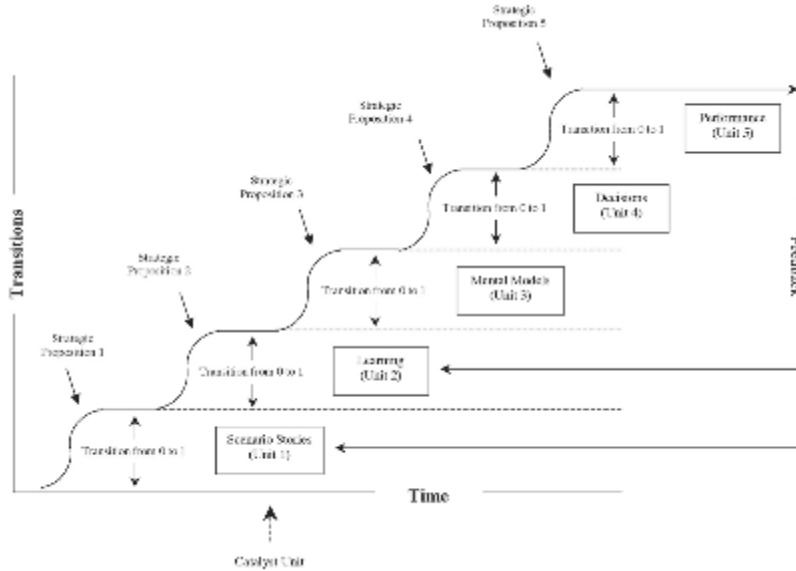 Strategic
Proposition 5
Strategic
Proposition 4
Transition from 0 to 1
Performance
(Unit 5)
Strategic
Proposition 3
Transition from 0 to 1
Decisions
(Unit 4)
Strategic
Proposition 2
Transition from 0 to 1
Mental Models
(Unit 3)
Transitions
Strategic
Proposition 1
Transition from 0 to 1
Learning
(Unit 2)
Transition from 0 to 1
Scenario Stories
(Unit 1)
Time
Catalyst Unit